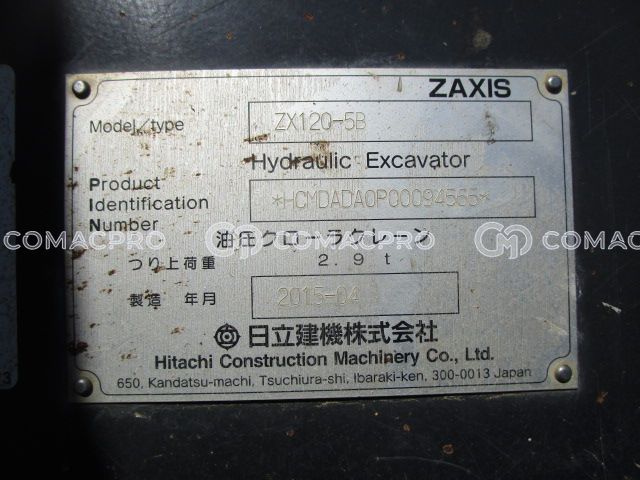 ZAXIS
Model/type ZX120-5B
Hydraulic Excavator
Product
Identification *HCMDADA0P00094565*
Number
油圧クローラクレーン
つり上荷重 2.9t
製造 年月 2015-04
日立建機株式会社
Hitachi Construction Machinery Co., Ltd.
650, Kandatsu-machi, Tsuchiura-shi, Ibaraki-ken, 300-0013 Japan
COMACPRO COMACPRO COMACPRO